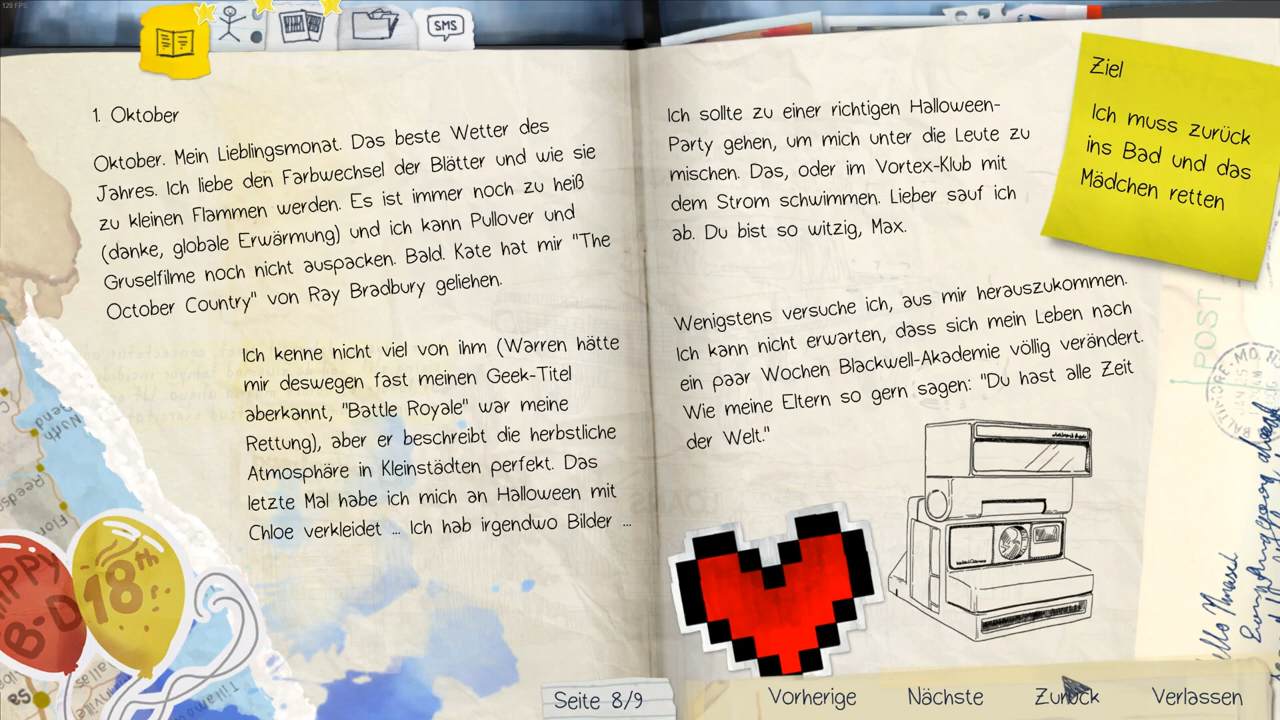 120 FPS
SMS
1. Oktober
Oktober. Mein Lieblingsmonat. Das beste Wetter des
Jahres. Ich liebe den Farbwechsel der Blätter und wie sie
zu kleinen Flammen werden. Es ist immer noch zu heiß
(danke, globale Erwärmung) und ich kann Pullover und
Gruselfilme noch nicht auspacken. Bald. Kate hat mir "The
October Country" von Ray Bradbury geliehen.
Ich kenne nicht viel von ihm (Warren hätte
mir deswegen fast meinen Geek-Titel
aberkannt, "Battle Royale" war meine
Rettung), aber er beschreibt die herbstliche
Atmosphäre in Kleinstädten perfekt. Das
letzte Mal habe ich mich an Halloween mit
Chloe verkleidet ... Ich hab irgendwo Bilder ...
Ich sollte zu einer richtigen Halloween-
Party gehen, um mich unter die Leute zu
mischen. Das, oder im Vortex-Klub mit
dem Strom schwimmen. Lieber sauf ich
ab. Du bist so witzig, Max.
Wenigstens versuche ich, aus mir herauszukommen.
Ich kann nicht erwarten, dass sich mein Leben nach
ein paar Wochen Blackwell-Akademie völlig verändert.
Wie meine Eltern so gern sagen: "Du hast alle Zeit
der Welt."
Ziel
Ich muss zurück
ins Bad und das
Mädchen retten
POST
North Bend
18th
B-D
Seite 8/9
Vorherige
Nächste
Zurück
Verlassen